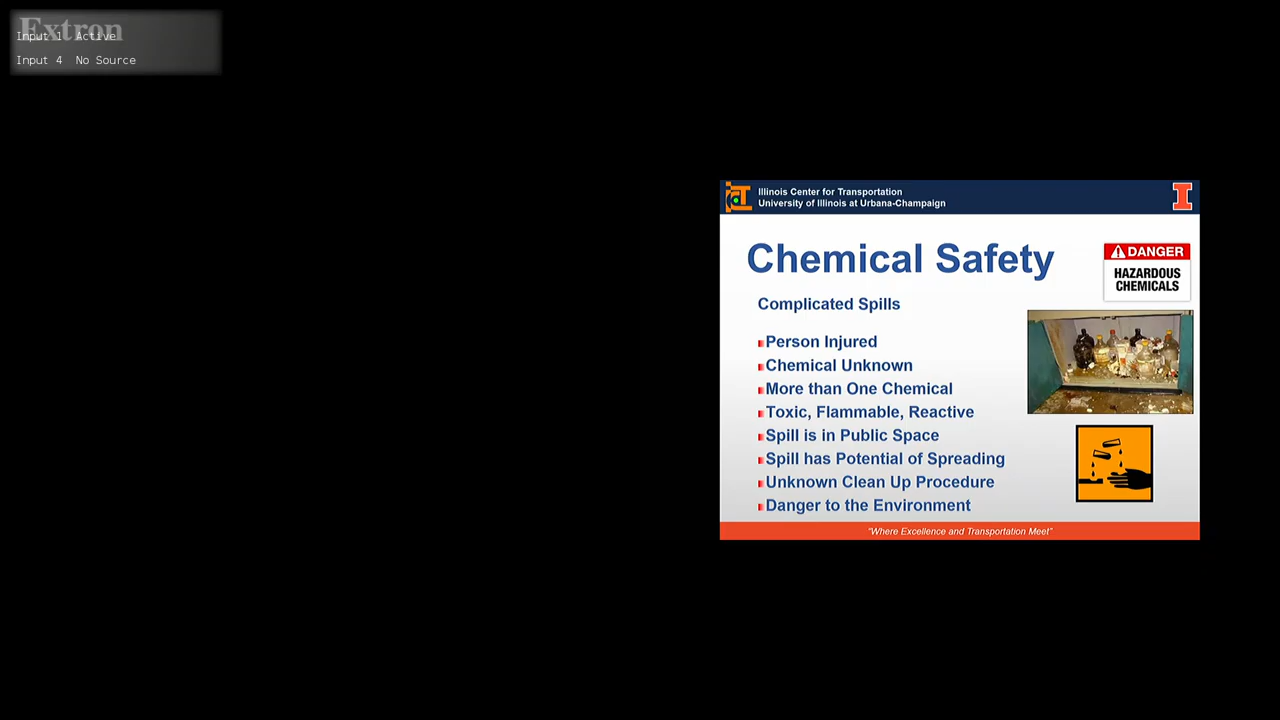 Extron
Input 1 Active
Input 4 No Source
Illinois Center for Transportation
University of Illinois at Urbana-Champaign
I
Chemical Safety
DANGER
HAZARDOUS
CHEMICALS
Complicated Spills
Person Injured
Chemical Unknown
More than One Chemical
Toxic, Flammable, Reactive
Spill is in Public Space
Spill has Potential of Spreading
Unknown Clean Up Procedure
Danger to the Environment
"Where Excellence and Transportation Meet"